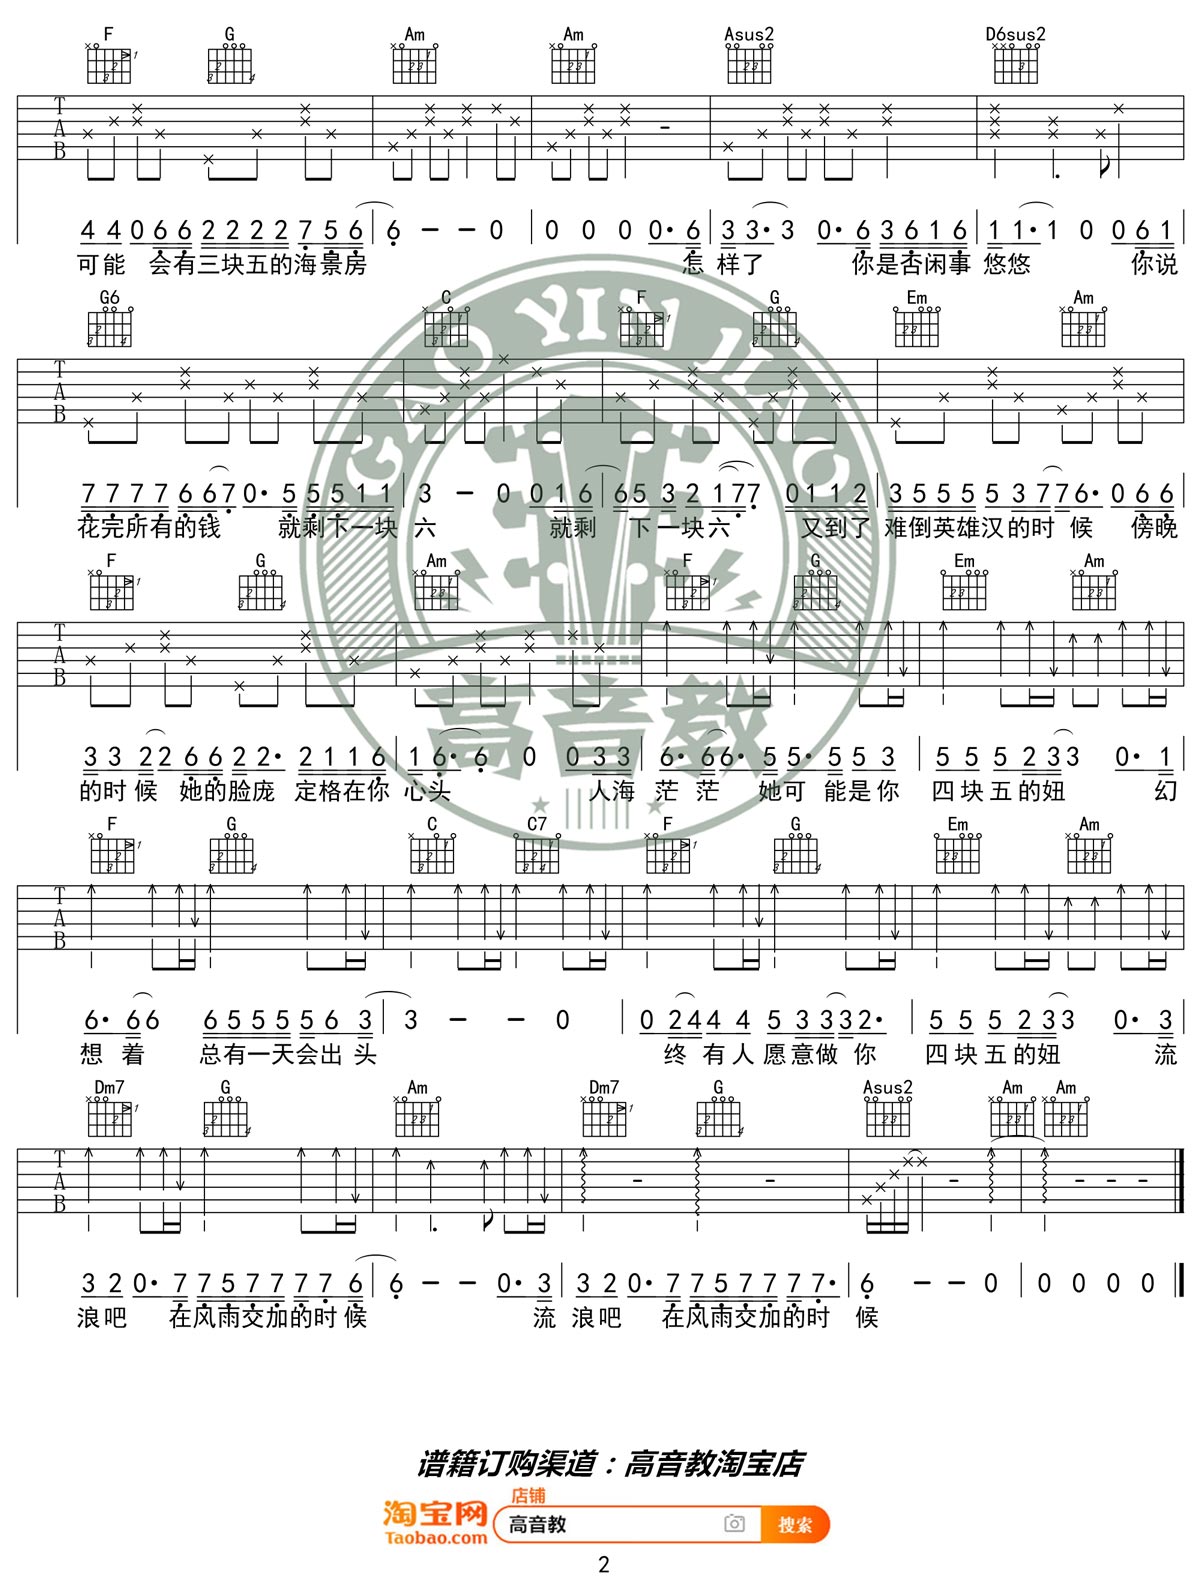 F G Am Am Asus2 D6sus2
T A B
4 4 0 6 6 2 2 2 2 7 5 6 6 - - 0 0 0 0 0· 6 3 3· 3 0· 6 3 6 1 6 1 1· 1 0 0 6 1
可能 会有三块五的海景房 怎 样了 你是否闲事 悠悠 你说
G6 C F G Em Am
T A B
7 7 7 7 6 6 7 0· 5 5 5 1 1 3 - 0 0 1 6 6 5 3 2 1 7 7 0 1 1 2 3 5 5 5 5 3 7 7 6· 0 6 6
花完所有的钱 就剩下一块 六 就剩 下一块六 又到了 难倒英雄汉的时 候 傍晚
F G Am F G Em Am
T A B
3 3 2 2 6 6 2 2· 2 1 1 6 1 6· 6 0 0 3 3 6· 6 6· 5 5· 5 5 3 5 5 5 2 3 3 0· 1
的时候 她的脸庞 定格在你 心头 人海 茫茫 她可能是你 四块五的妞 幻
F G C C7 F G Em Am
T A B
6· 6 6 6 5 5 5 5 6 3 3 - - 0 0 2 4 4 4 5 3 3 3 2· 5 5 5 2 3 3 0· 3
想 着 总有一天会出头 终有人愿意做你 四块五的妞 流
Dm7 G Am Dm7 G Asus2 Am Am
T A B
3 2 0· 7 7 5 7 7 7 7 6 6 - - 0· 3 3 2 0· 7 7 5 7 7 7 7· 6 - - 0 0 0 0 0
浪吧 在风雨交加的时候 流 浪吧 在风雨交加的时 候
GAO YIN JIAO
高音教
谱籍订购渠道：高音教淘宝店
店铺
淘宝网 高音教 搜索
Taobao.com
2